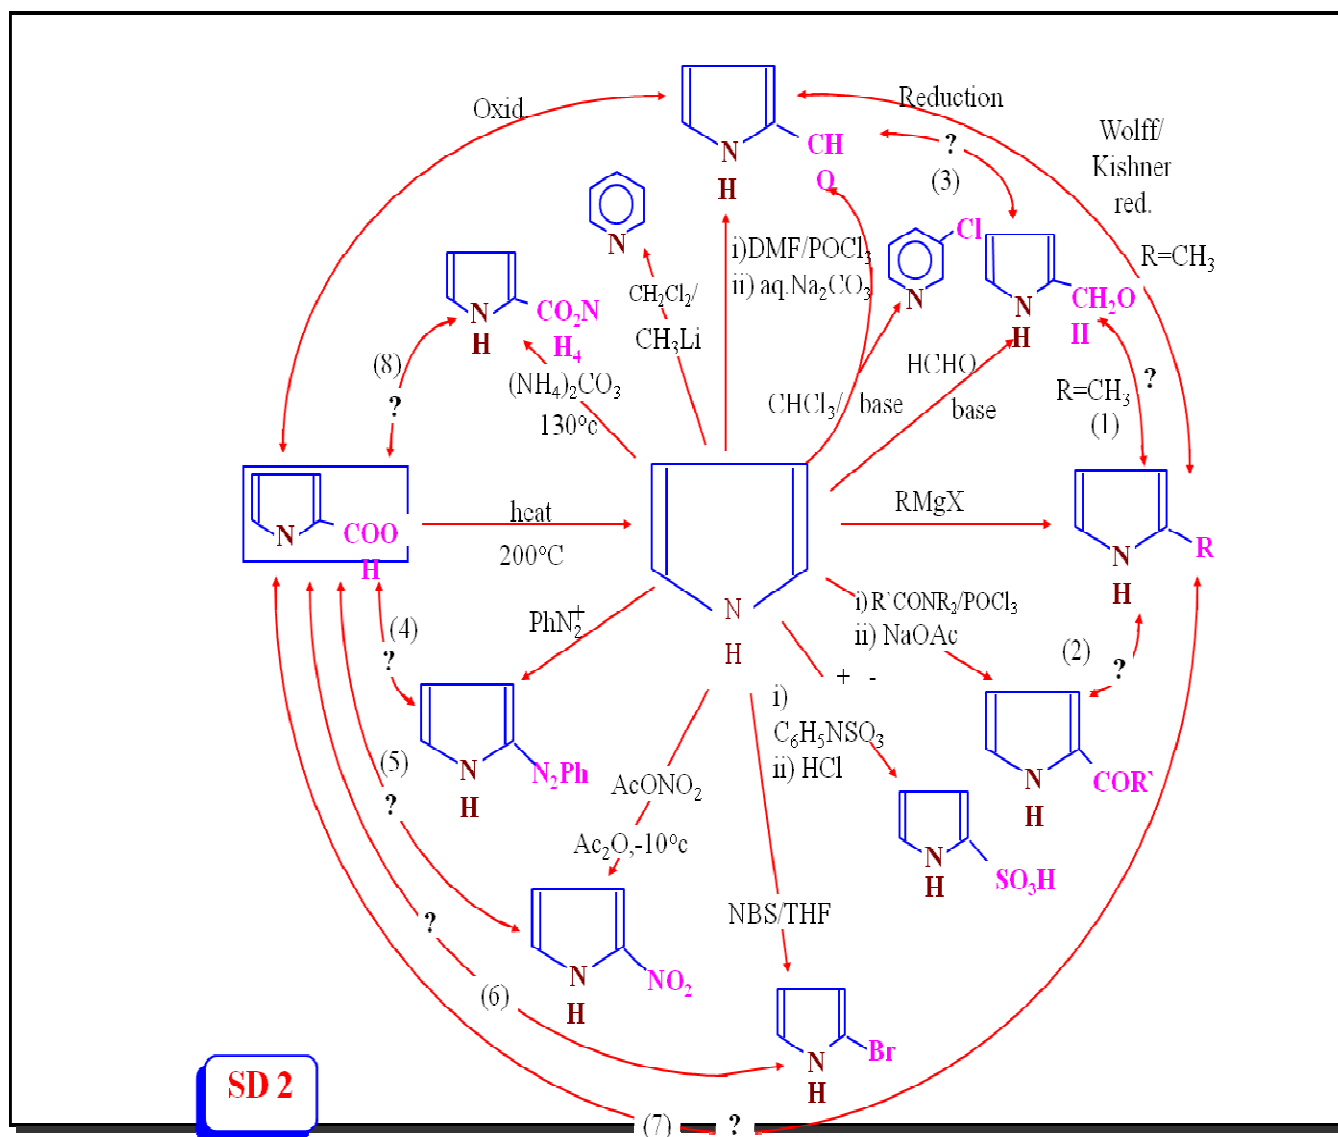 Oxid.
Reduction
Wolff/
Kishner
red.
R=CH3
N
H
CH
O
?
(3)
N
i)DMF/POCl3
ii) aq.Na2CO3
Cl
N
N
H
CH2O
H
N
H
CO2N
H4
CH2Cl2/
CH3Li
(8)
?
(NH4)2CO3
130°c
CHCl3/ base
HCHO
base
R=CH3
?
(1)
N
COO
H
heat
200°C
N
H
RMgX
N
H
R
PhN2+
i) R`CONR2/POCl3
ii) NaOAc
(4)
?
(2)
?
+ -
i)
C6H5NSO3
ii) HCl
N
H
N2Ph
N
H
COR`
(5)
?
AcONO2
Ac2O,-10°c
N
H
SO3H
NBS/THF
?
N
H
NO2
(6)
N
H
Br
SD 2
(7)
?